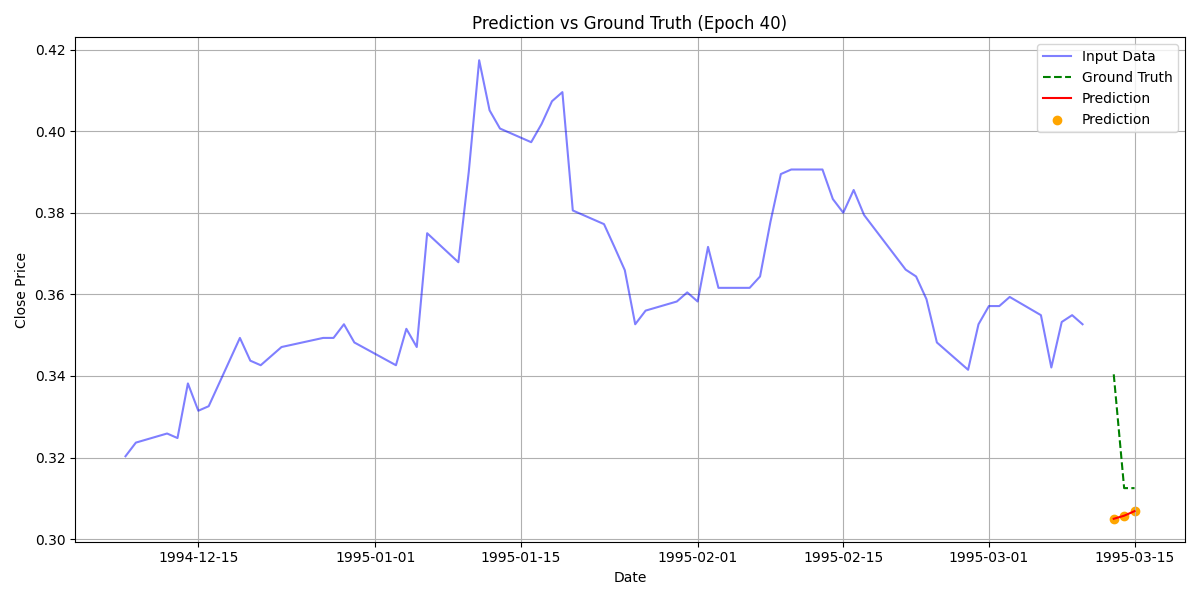 Prediction vs Ground Truth (Epoch 40)
Input Data
Ground Truth
Prediction
Prediction
Close Price
0.42
0.40
0.38
0.36
0.34
0.32
0.30
1994-12-15
1995-01-01
1995-01-15
1995-02-01
1995-02-15
1995-03-01
1995-03-15
Date